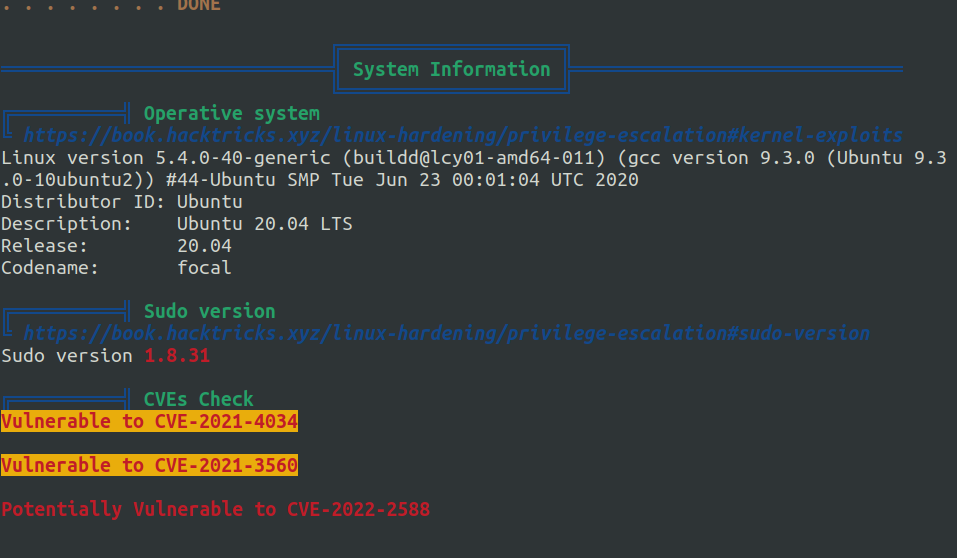 . . . . . . . . DONE
System Information
Operative system
https://book.hacktricks.xyz/linux-hardening/privilege-escalation#kernel-exploits
Linux version 5.4.0-40-generic (buildd@lcy01-amd64-011) (gcc version 9.3.0 (Ubuntu 9.3
.0-10ubuntu2)) #44-Ubuntu SMP Tue Jun 23 00:01:04 UTC 2020
Distributor ID: Ubuntu
Description:    Ubuntu 20.04 LTS
Release:        20.04
Codename:       focal
Sudo version
https://book.hacktricks.xyz/linux-hardening/privilege-escalation#sudo-version
Sudo version 1.8.31
CVEs Check
Vulnerable to CVE-2021-4034
Vulnerable to CVE-2021-3560
Potentially Vulnerable to CVE-2022-2588